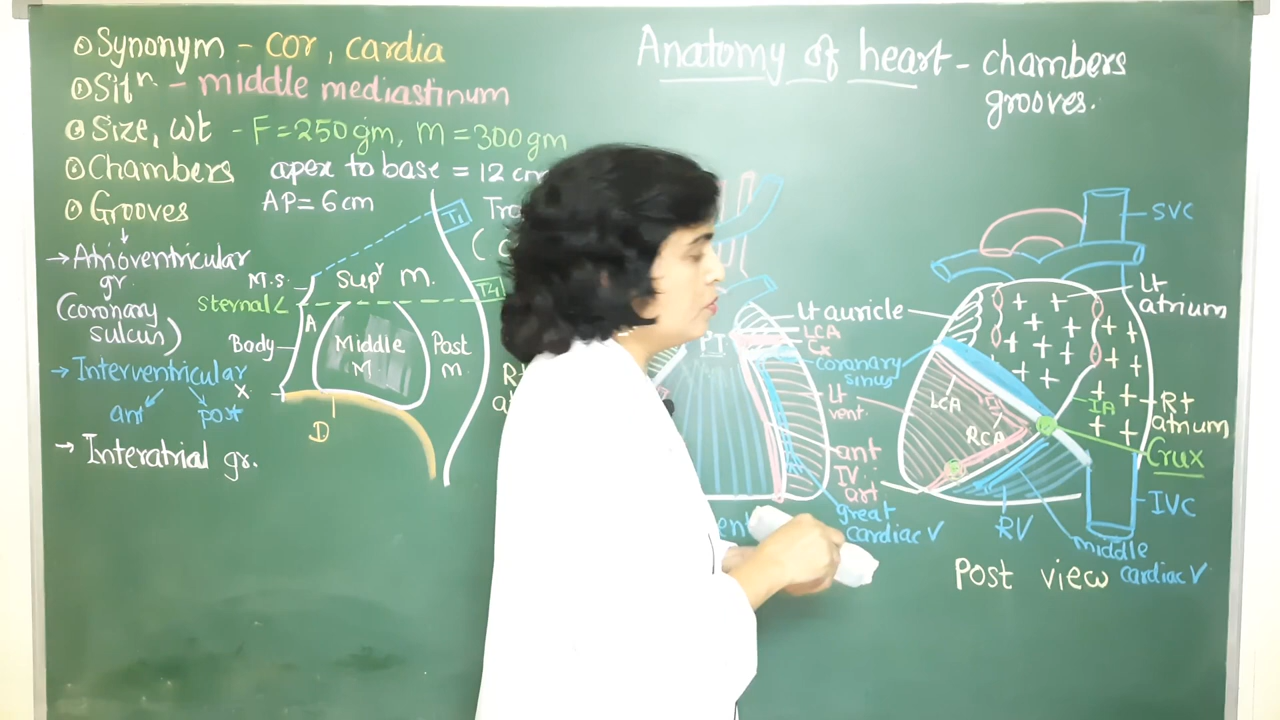 Anatomy of heart - chambers
grooves.
Synonym - cor, cardia
Sitⁿ - middle mediastinum
Size, wt - F=250gm, M=300gm
Chambers apex to base = 12 cm
Grooves AP= 6cm
→ Atrioventricular
gr.
(coronary
sulcus)
→ Interventricular
ant post
→ Interatrial gr.
T1
M.S.
Supʳ m.
Sternal ∠
T4
A
Body
Middle
M.
Post
m.
X
D
PT
Lt auricle
LCA
Cx
coronary
sinus
Lt
vent.
ant
IV
art
great
cardiac V
SVC
Lt
atrium
LCA
RCA
IA
Rt
atrium
Crux
IVC
RV
middle
cardiac V
Post view